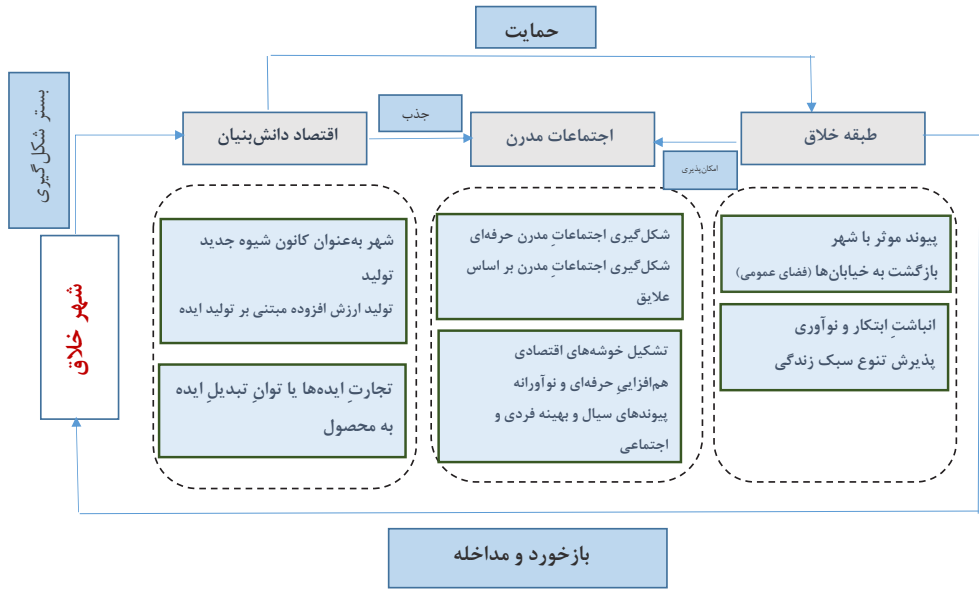 حمایت
بستر شکل‌گیری
اقتصاد دانش‌بنیان
جذب
اجتماعات مدرن
امکان‌پذیری
طبقه خلاق
شهر خلاق
شهر به‌عنوان کانون شیوه جدید
تولید
تولید ارزش افزوده مبتنی بر تولید ایده
تجارتِ ایده‌ها یا توانِ تبدیلِ ایده
به محصول
شکل‌گیری اجتماعاتِ مدرن حرفه‌ای
شکل‌گیری اجتماعاتِ مدرن بر اساس
علایق
تشکیل خوشه‌های اقتصادی
هم‌افزاییِ حرفه‌ای و نوآورانه
پیوندهای سیال و بهینه فردی و
اجتماعی
پیوند موثر با شهر
بازگشت به خیابان‌ها (فضای عمومی)
انباشتِ ابتکار و نوآوری
پذیرش تنوع سبک زندگی
بازخورد و مداخله